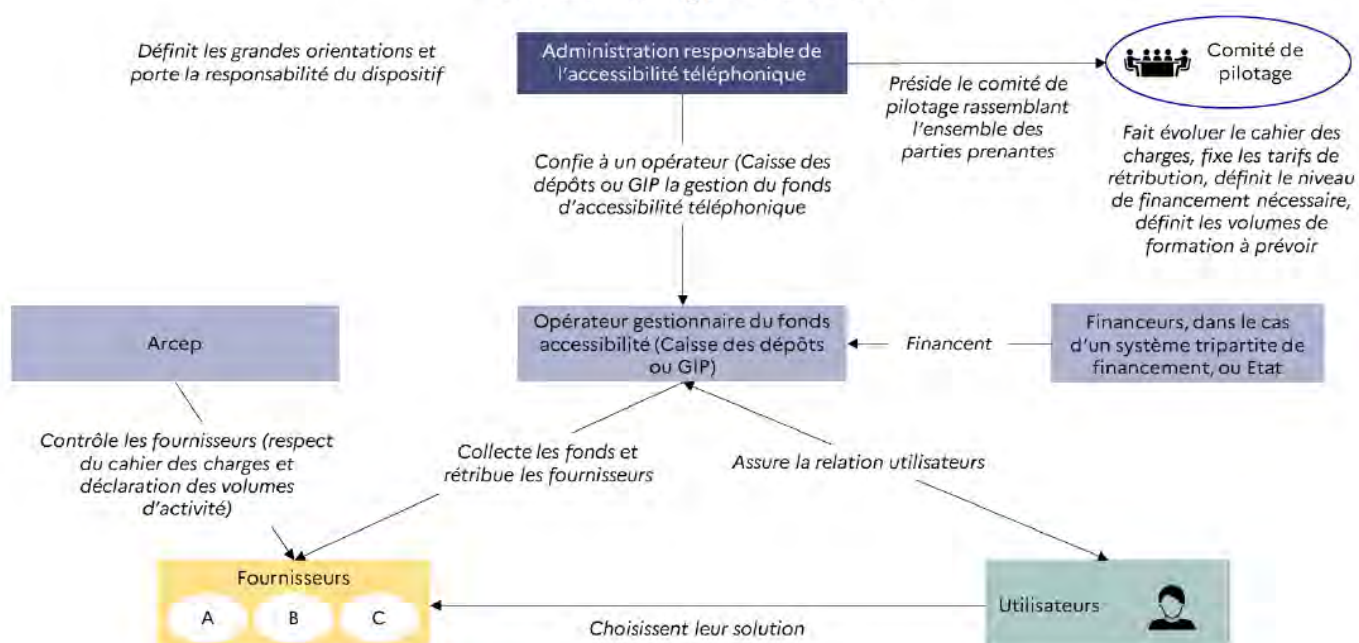 Définit les grandes orientations et
porte la responsabilité du dispositif
Administration responsable de
l'accessibilité téléphonique
Comité de
pilotage
Préside le comité de
pilotage rassemblant
l'ensemble des
parties prenantes
Fait évoluer le cahier des
charges, fixe les tarifs de
rétribution, définit le niveau
de financement nécessaire,
définit les volumes de
formation à prévoir
Confie à un opérateur (Caisse des
dépôts ou GIP la gestion du fonds
d'accessibilité téléphonique
Arcep
Opérateur gestionnaire du fonds
accessibilité (Caisse des dépôts
ou GIP)
Financent
Financeurs, dans le cas
d'un système tripartite de
financement, ou Etat
Contrôle les fournisseurs (respect
du cahier des charges et
déclaration des volumes
d'activité)
Collecte les fonds et
rétribue les fournisseurs
Assure la relation utilisateurs
Fournisseurs
A B C
Utilisateurs
Choisissent leur solution